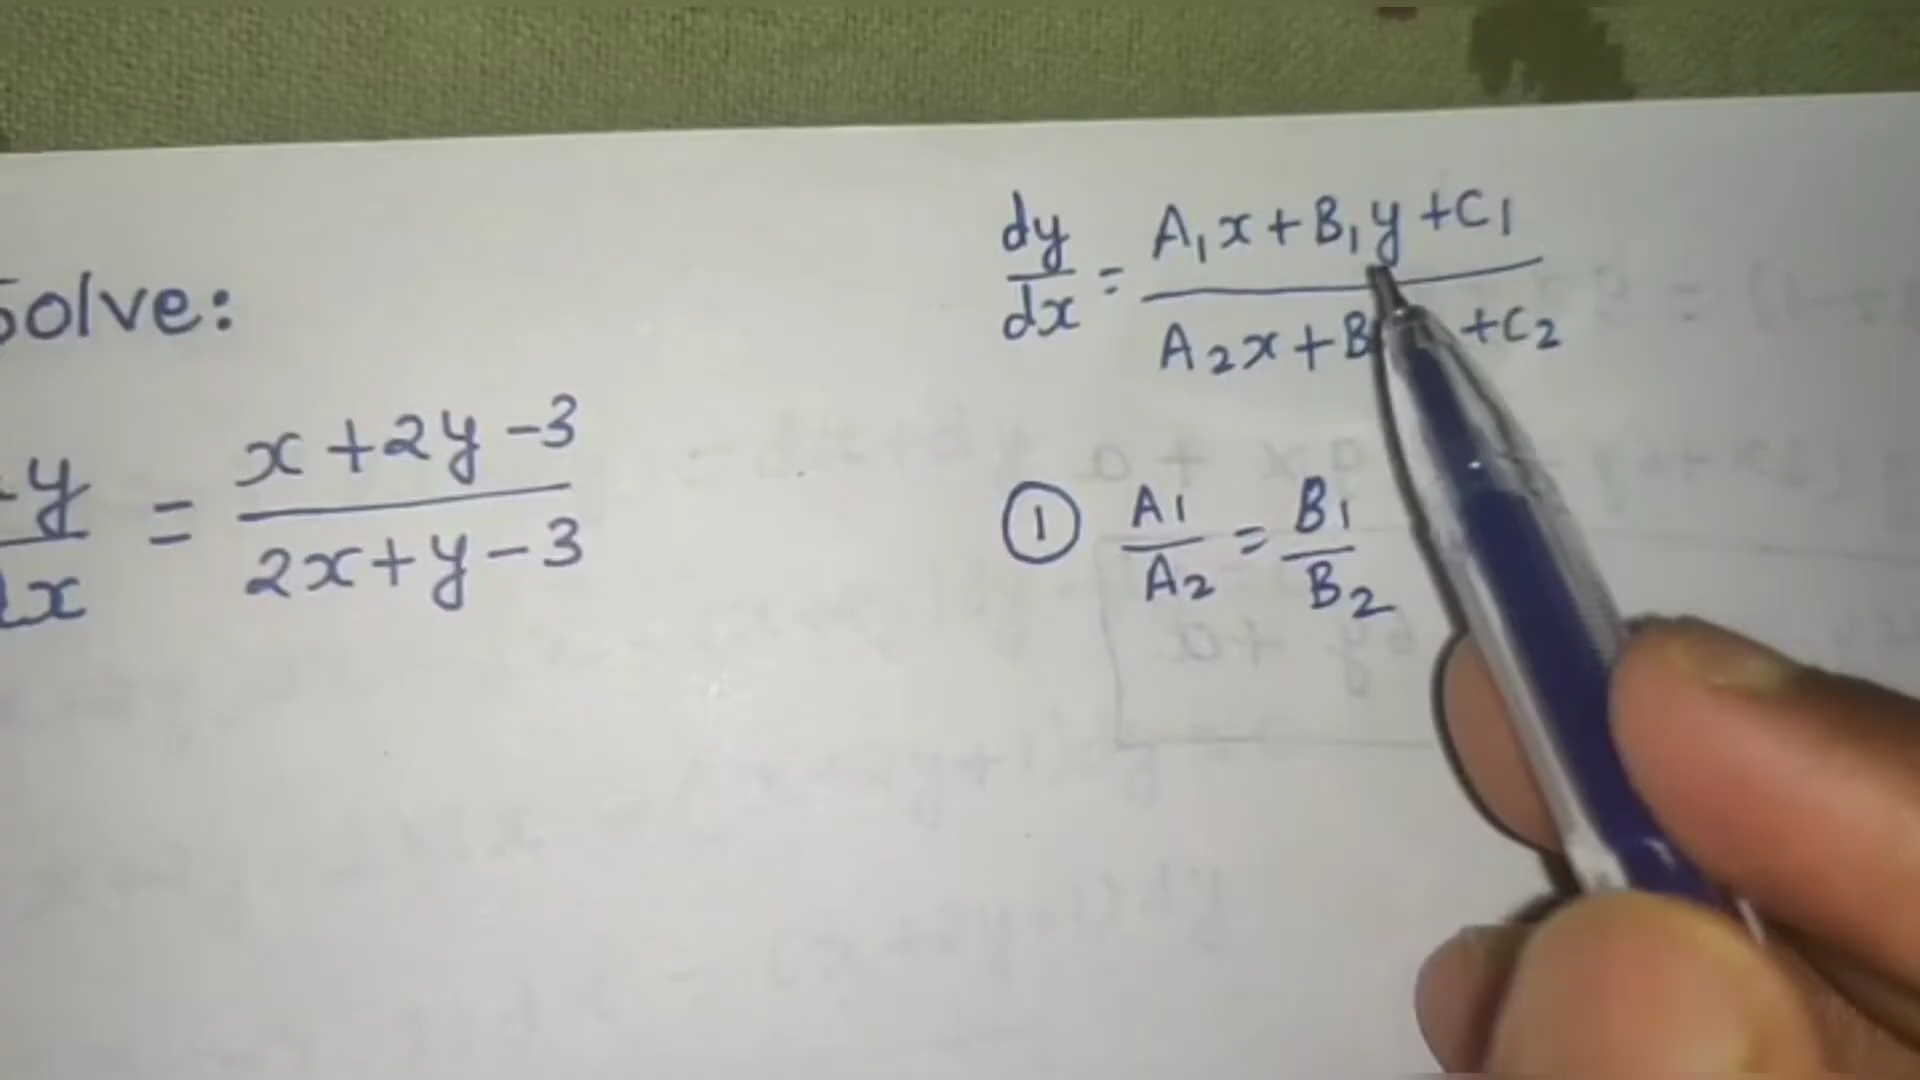 Solve:
dy/dx = (x+2y-3)/(2x+y-3)
dy/dx = (A₁x+B₁y+C₁)/(A₂x+B +C₂)
① A₁/A₂ = B₁/B₂